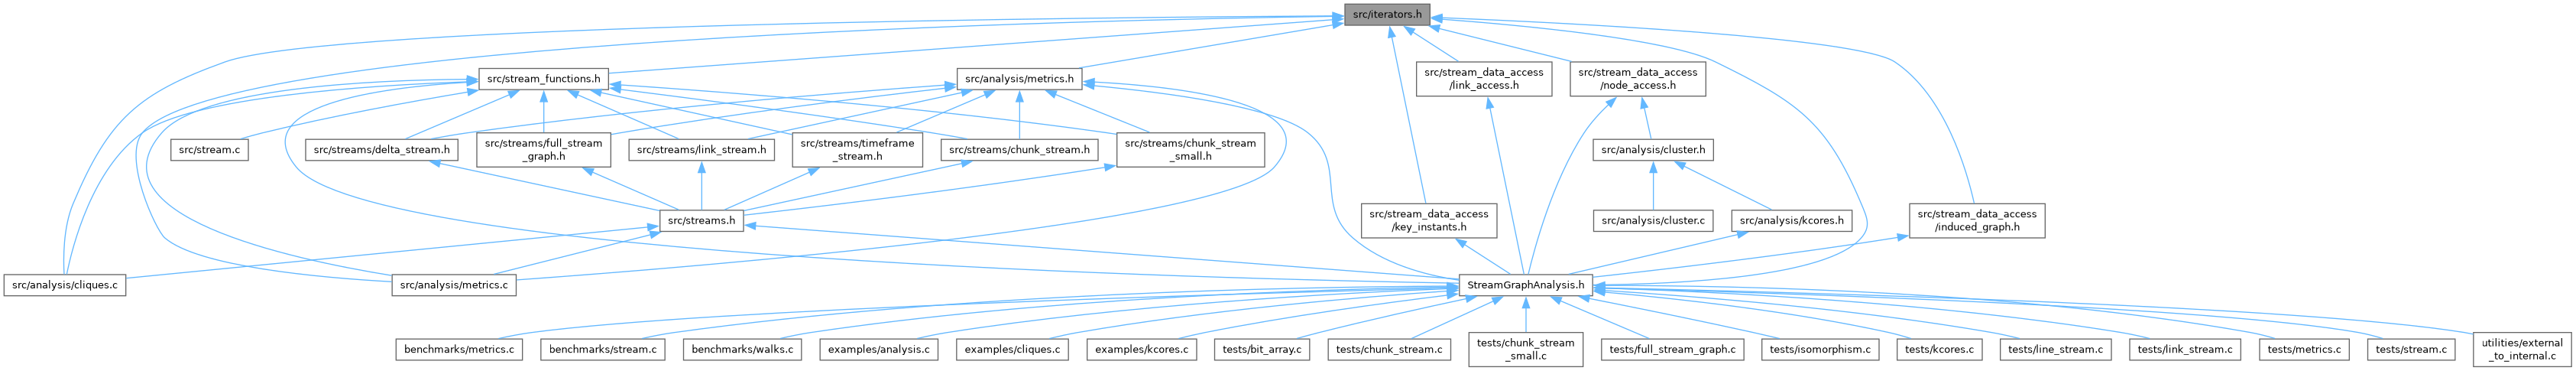 src/iterators.h
src/stream_functions.h
src/analysis/metrics.h
src/stream_data_access
/link_access.h
src/stream_data_access
/node_access.h
src/stream.c
src/streams/delta_stream.h
src/streams/full_stream
_graph.h
src/streams/link_stream.h
src/streams/timeframe
_stream.h
src/streams/chunk_stream.h
src/streams/chunk_stream
_small.h
src/analysis/cluster.h
src/streams.h
src/stream_data_access
/key_instants.h
src/analysis/cluster.c
src/analysis/kcores.h
src/stream_data_access
/induced_graph.h
src/analysis/cliques.c
src/analysis/metrics.c
StreamGraphAnalysis.h
benchmarks/metrics.c
benchmarks/stream.c
benchmarks/walks.c
examples/analysis.c
examples/cliques.c
examples/kcores.c
tests/bit_array.c
tests/chunk_stream.c
tests/chunk_stream
_small.c
tests/full_stream_graph.c
tests/isomorphism.c
tests/kcores.c
tests/line_stream.c
tests/link_stream.c
tests/metrics.c
tests/stream.c
utilities/external
_to_internal.c